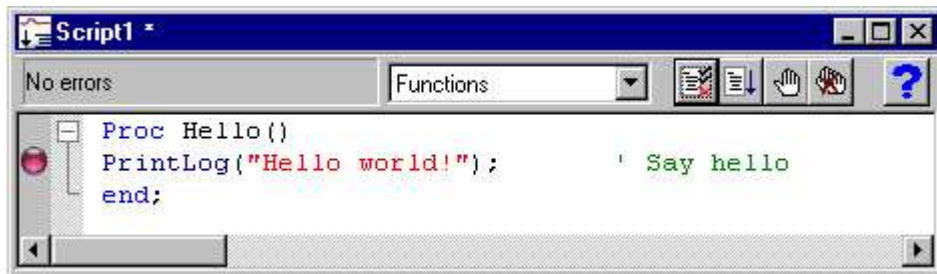 Script1 *
No errors
Functions
?
Proc Hello()
PrintLog("Hello world!"); ' Say hello
end;